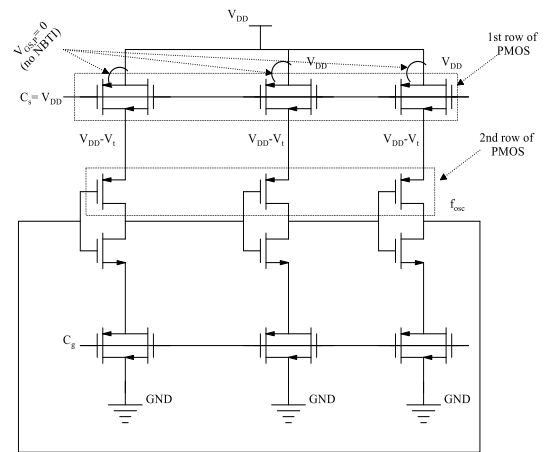 V_DD
V_GS,P = 0
(no NBTI)
V_DD
V_DD
1st row of
PMOS
C_s = V_DD
V_DD-V_t
V_DD-V_t
V_DD-V_t
2nd row of
PMOS
f_osc
C_g
GND
GND
GND